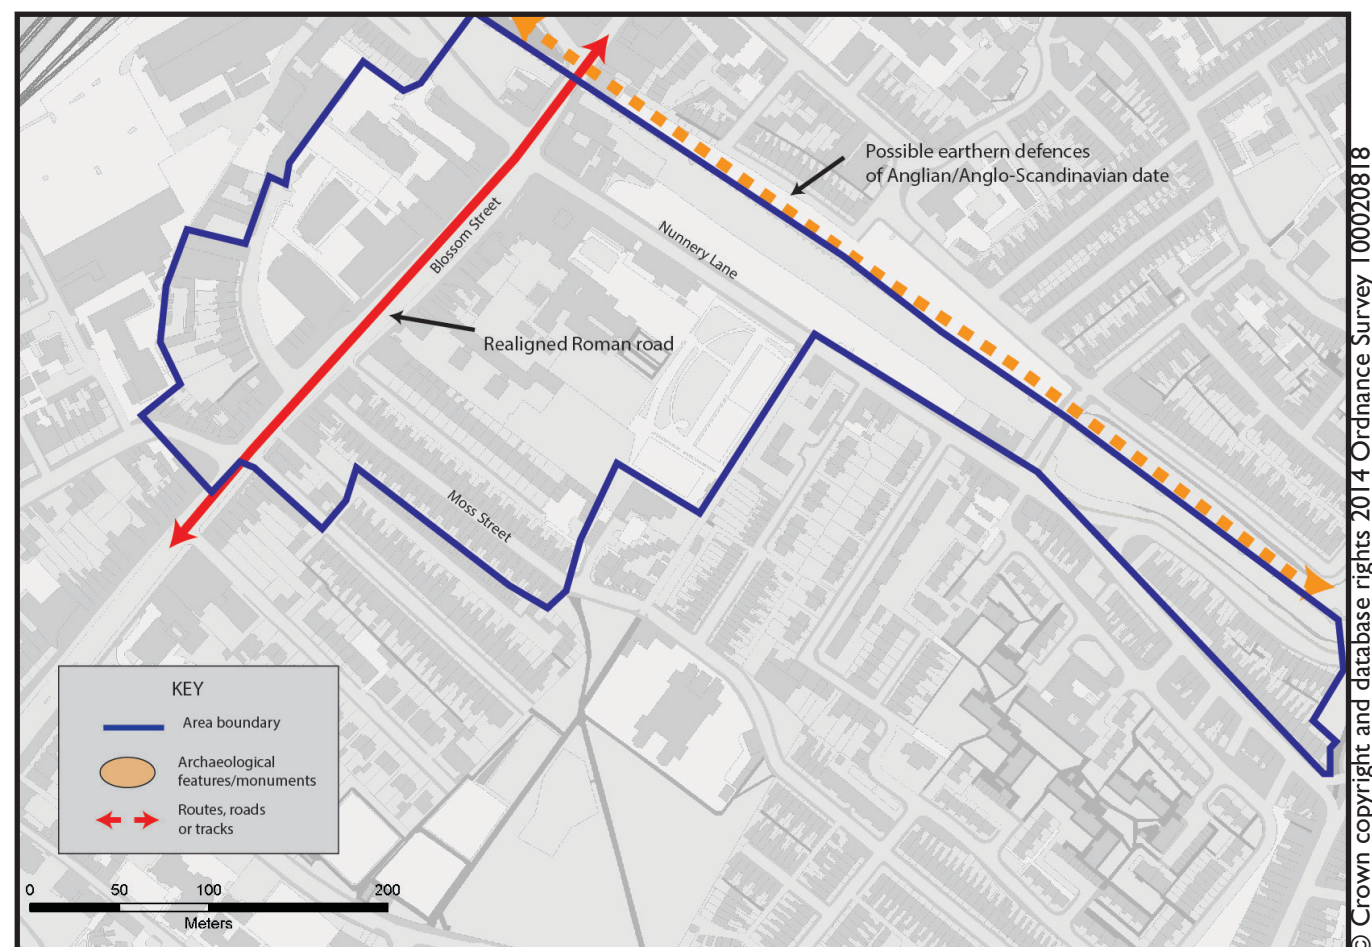 Possible earthern defences
of Anglian/Anglo-Scandinavian date
Blossom Street
Nunnery Lane
Realigned Roman road
Moss Street
KEY
Area boundary
Archaeological
features/monuments
Routes, roads
or tracks
0 50 100 200
Meters
© Crown copyright and database rights 2014 Ordnance Survey 100020818